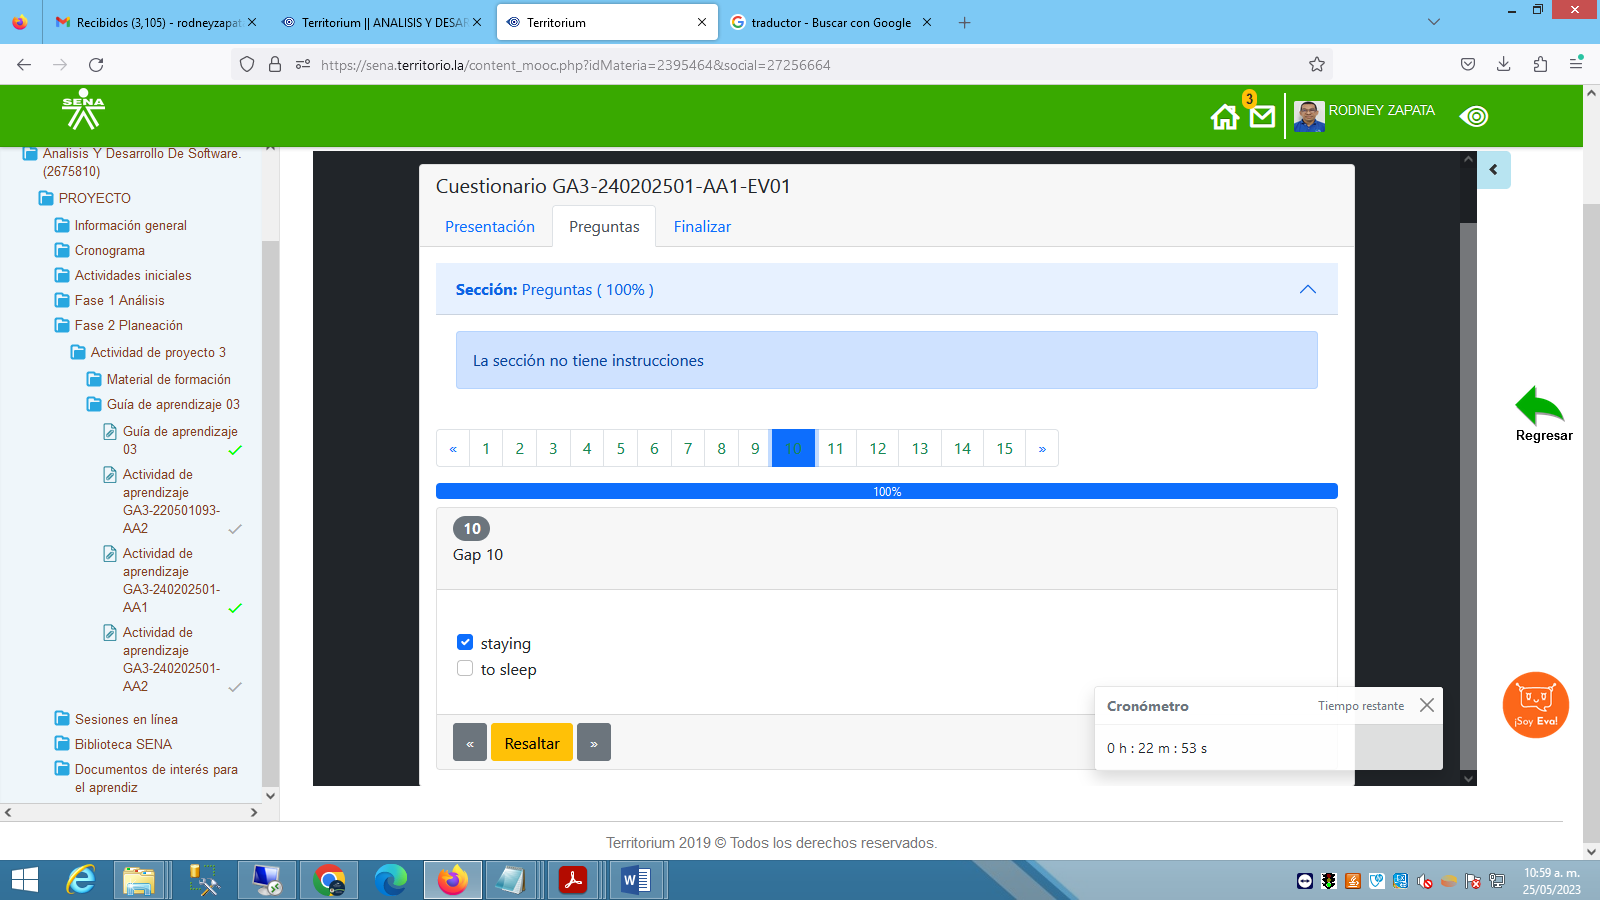 Recibidos (3,105) - rodneyzapat
Territorium || ANALISIS Y DESAR
Territorium
traductor - Buscar con Google
https://sena.territorio.la/content_mooc.php?idMateria=2395464&social=27256664
SENA
3
RODNEY ZAPATA
Analisis Y Desarrollo De Software.
(2675810)
PROYECTO
Información general
Cronograma
Actividades iniciales
Fase 1 Análisis
Fase 2 Planeación
Actividad de proyecto 3
Material de formación
Guía de aprendizaje 03
Guía de aprendizaje
03
Actividad de
aprendizaje
GA3-220501093-
AA2
Actividad de
aprendizaje
GA3-240202501-
AA1
Actividad de
aprendizaje
GA3-240202501-
AA2
Sesiones en línea
Biblioteca SENA
Documentos de interés para
el aprendiz
Cuestionario GA3-240202501-AA1-EV01
Presentación
Preguntas
Finalizar
Sección: Preguntas ( 100% )
La sección no tiene instrucciones
« 1 2 3 4 5 6 7 8 9 10 11 12 13 14 15 »
100%
10
Gap 10
staying
to sleep
« Resaltar »
Cronómetro
Tiempo restante
0 h : 22 m : 53 s
Regresar
¡Soy Eva!
Territorium 2019 © Todos los derechos reservados.
10:59 a. m.
25/05/2023